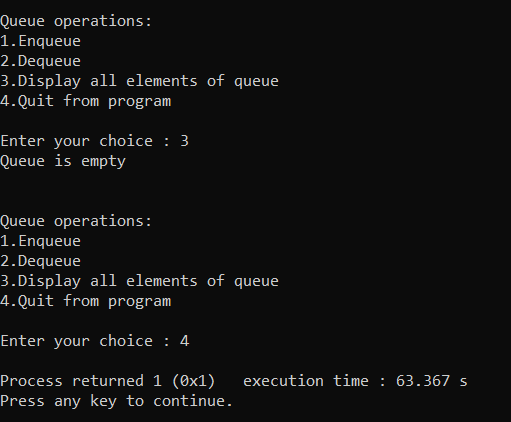 Queue operations:
1.Enqueue
2.Dequeue
3.Display all elements of queue
4.Quit from program
Enter your choice : 3
Queue is empty
Queue operations:
1.Enqueue
2.Dequeue
3.Display all elements of queue
4.Quit from program
Enter your choice : 4
Process returned 1 (0x1)   execution time : 63.367 s
Press any key to continue.